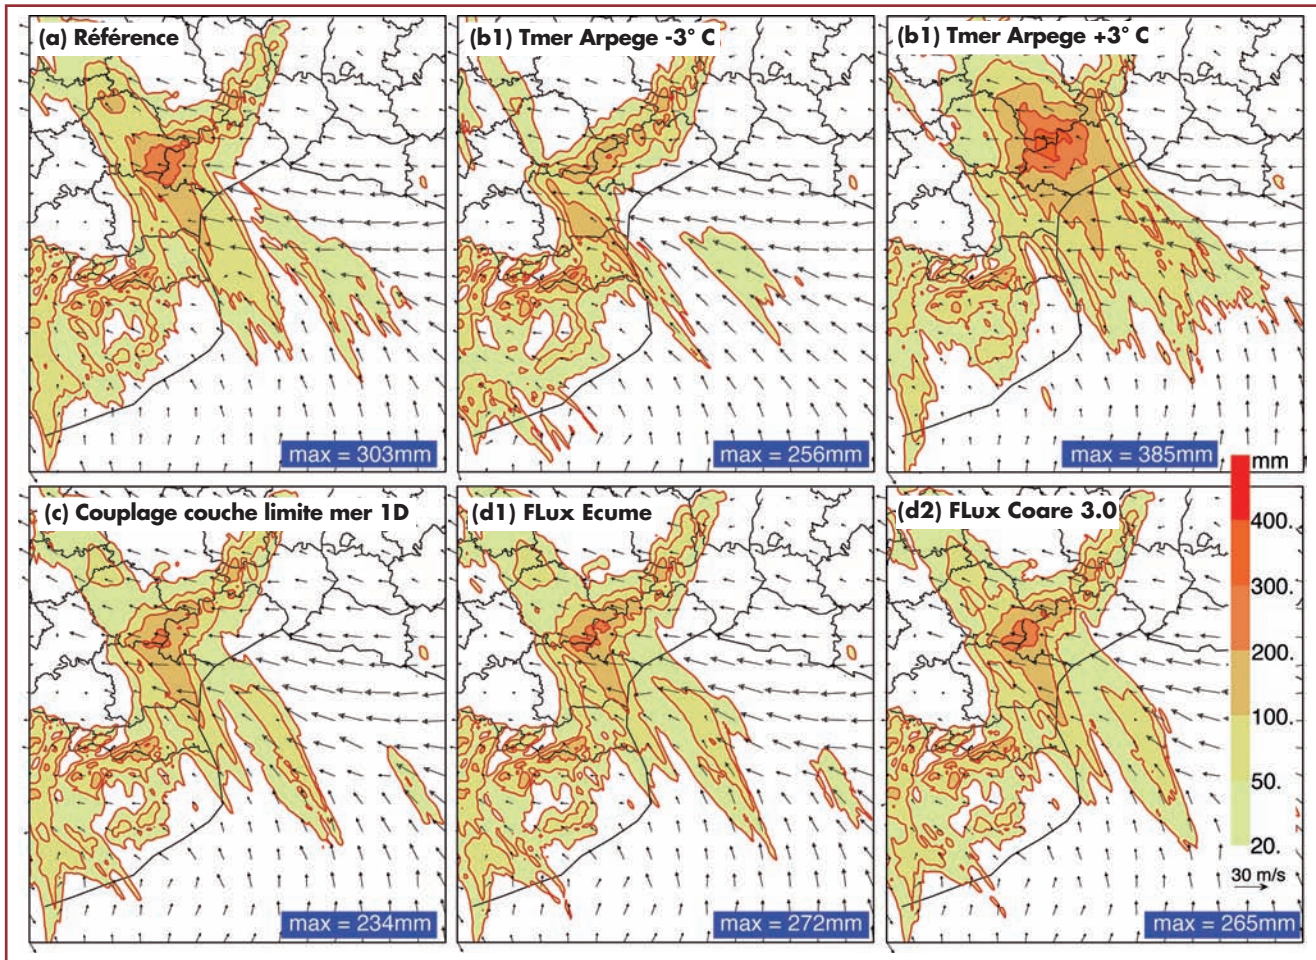 (a) Référence
(b1) Tmer Arpege -3° C
(b1) Tmer Arpege +3° C
max = 303mm
max = 256mm
max = 385mm
(c) Couplage couche limite mer 1D
(d1) FLux Ecume
(d2) FLux Coare 3.0
mm
400.
300.
200.
100.
50.
20.
30 m/s
max = 234mm
max = 272mm
max = 265mm